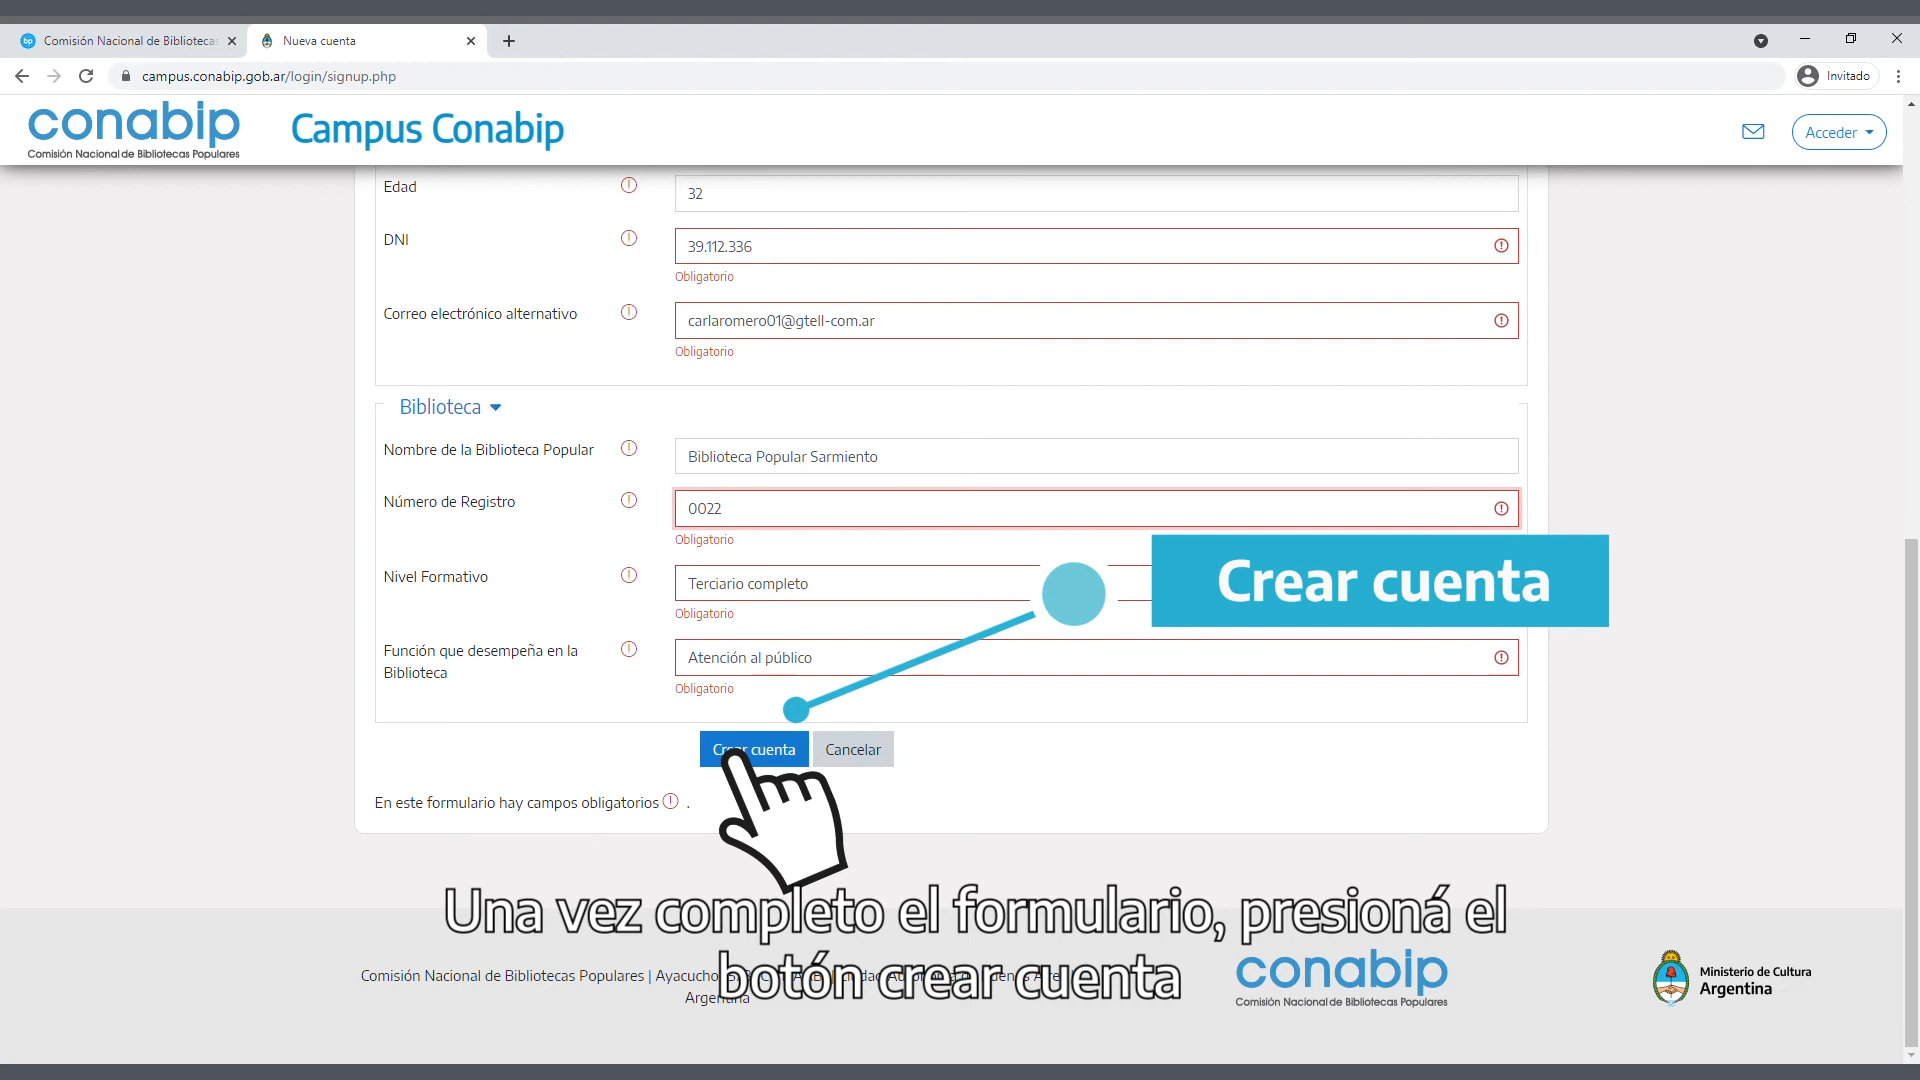 Comisión Nacional de Bibliotecas
Nueva cuenta
campus.conabip.gob.ar/login/signup.php
Invitado
conabip
Comisión Nacional de Bibliotecas Populares
Campus Conabip
Acceder
Edad
32
DNI
39.112.336
Obligatorio
Correo electrónico alternativo
carlaromero01@gtell-com.ar
Obligatorio
Biblioteca
Nombre de la Biblioteca Popular
Biblioteca Popular Sarmiento
Número de Registro
0022
Obligatorio
Nivel Formativo
Terciario completo
Obligatorio
Crear cuenta
Función que desempeña en la
Biblioteca
Atención al público
Obligatorio
Crear cuenta
Cancelar
En este formulario hay campos obligatorios .
Una vez completo el formulario, presioná el
botón crear cuenta
Comisión Nacional de Bibliotecas Populares | Ayacucho
Argentina
conabip
Comisión Nacional de Bibliotecas Populares
Ministerio de Cultura
Argentina